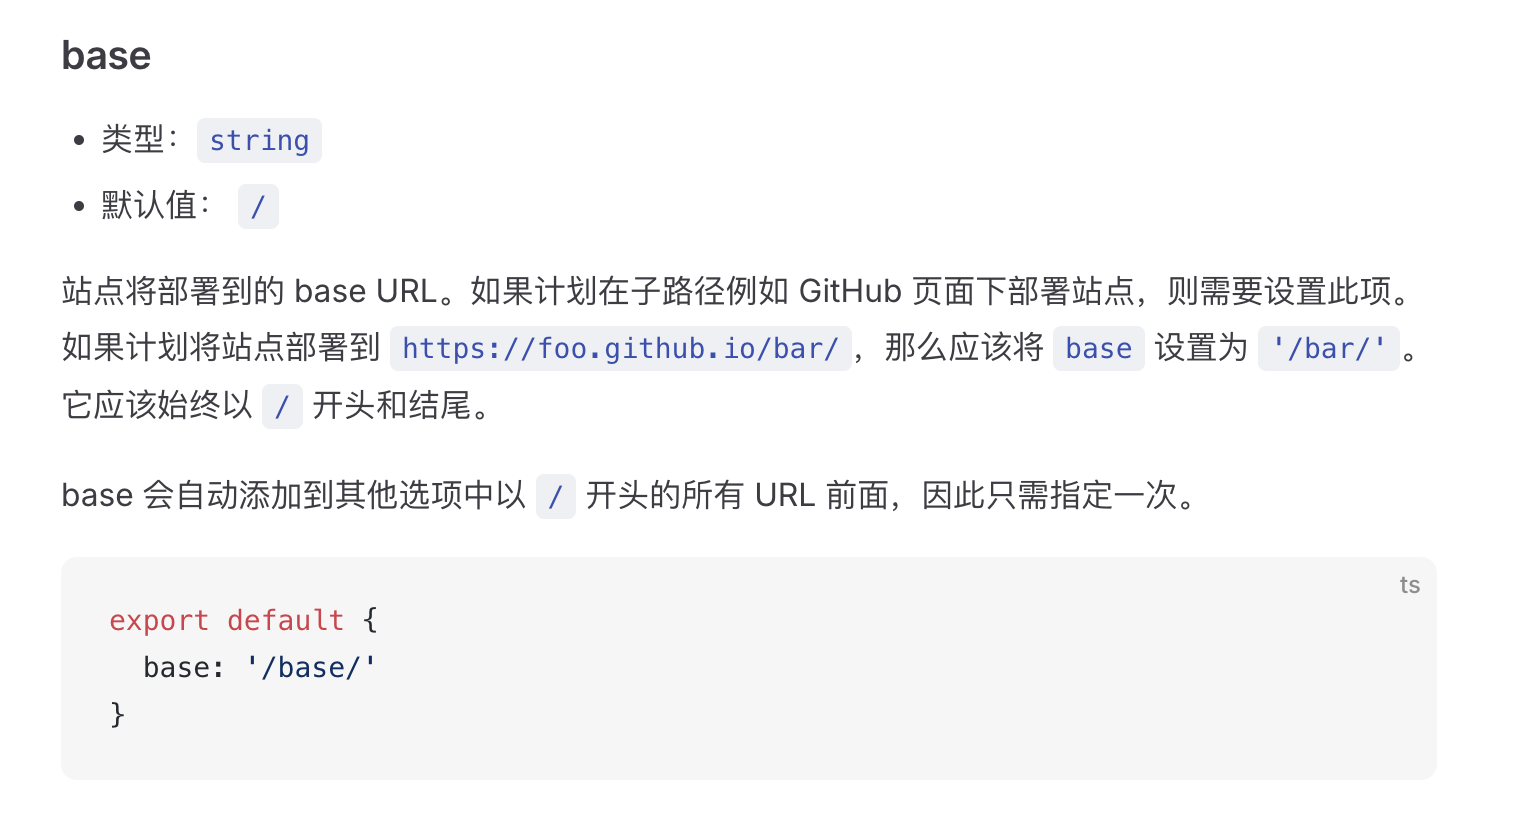 base
• 类型： string
• 默认值： /
站点将部署到的 base URL。如果计划在子路径例如 GitHub 页面下部署站点，则需要设置此项。
如果计划将站点部署到 https://foo.github.io/bar/，那么应该将 base 设置为 '/bar/'。
它应该始终以 / 开头和结尾。
base 会自动添加到其他选项中以 / 开头的所有 URL 前面，因此只需指定一次。
ts
export default {
  base: '/base/'
}